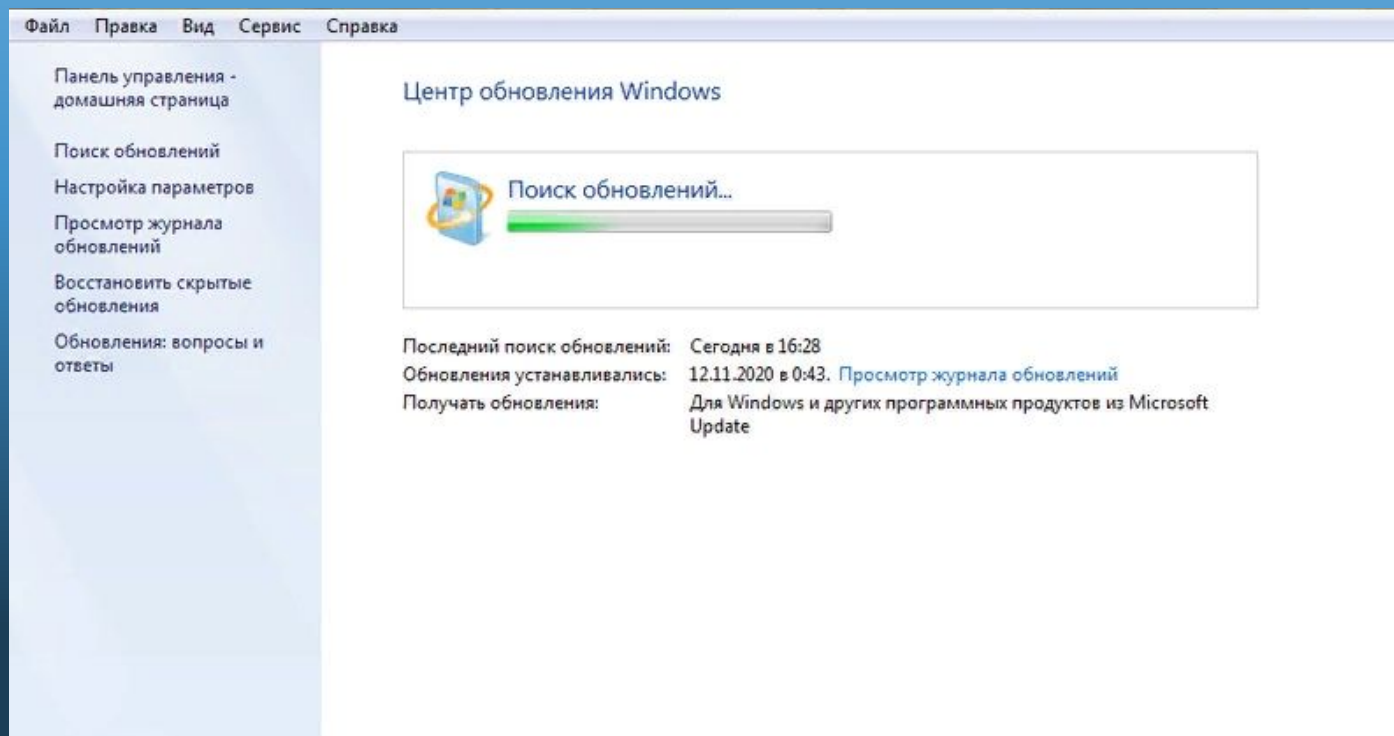 Файл Правка Вид Сервис Справка
Панель управления -
домашняя страница
Поиск обновлений
Настройка параметров
Просмотр журнала
обновлений
Восстановить скрытые
обновления
Обновления: вопросы и
ответы
Центр обновления Windows
Поиск обновлений...
Последний поиск обновлений: Сегодня в 16:28
Обновления устанавливались: 12.11.2020 в 0:43. Просмотр журнала обновлений
Получать обновления: Для Windows и других программных продуктов из Microsoft
Update